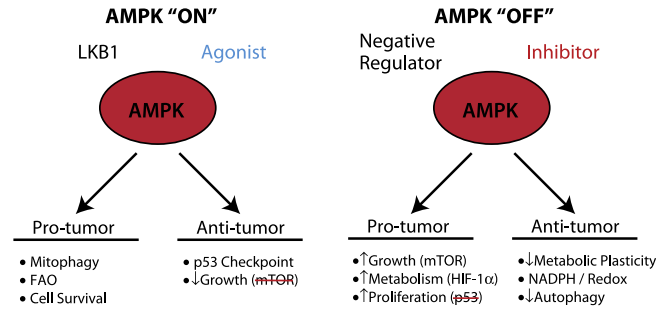 AMPK “ON”
LKB1
Agonist
AMPK
Pro-tumor
• Mitophagy
• FAO
• Cell Survival
Anti-tumor
• p53 Checkpoint
• ↓Growth (mTOR)
AMPK “OFF”
Negative
Regulator
Inhibitor
AMPK
Pro-tumor
• ↑Growth (mTOR)
• ↑Metabolism (HIF-1α)
• ↑Proliferation (p53)
Anti-tumor
• ↓Metabolic Plasticity
• NADPH / Redox
• ↓Autophagy